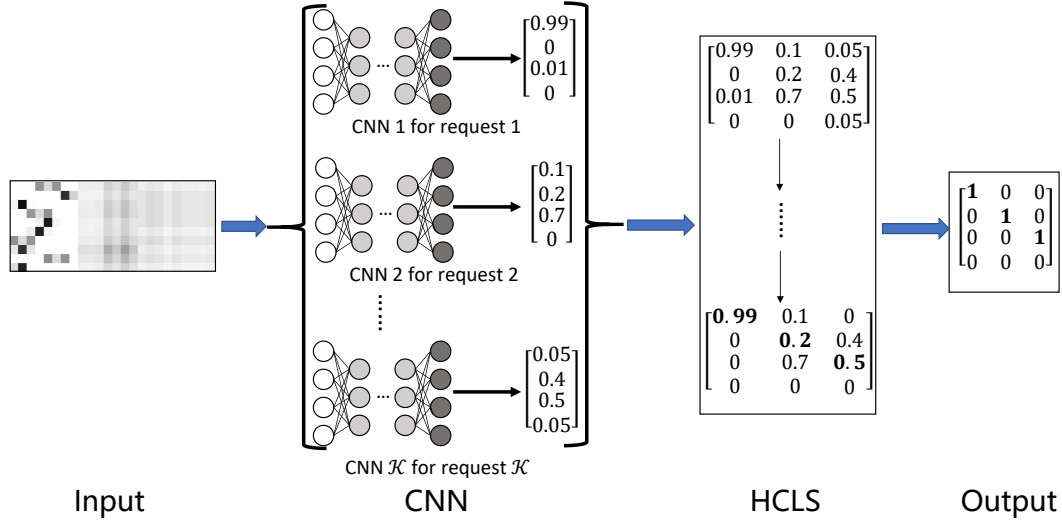 0.99
0
0.01
0
...
CNN 1 for request 1
0.1
0.2
0.7
0
...
CNN 2 for request 2
......
0.05
0.4
0.5
0.05
...
CNN 𝒦 for request 𝒦
0.99 0.1 0.05
0 0.2 0.4
0.01 0.7 0.5
0 0 0.05
......
0.99 0.1 0
0 0.2 0.4
0 0.7 0.5
0 0 0
1 0 0
0 1 0
0 0 1
0 0 0
Input CNN HCLS Output